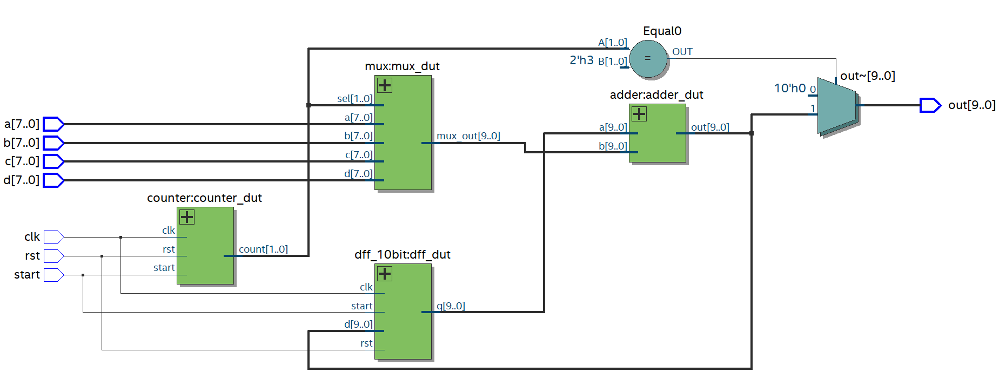 Equal0
A[1..0]
2'h3 B[1..0]
=
OUT
mux:mux_dut
sel[1..0]
a[7..0]
b[7..0]
c[7..0]
d[7..0]
mux_out[9..0]
adder:adder_dut
a[9..0]
b[9..0]
out[9..0]
out~[9..0]
10'h0 0
1
out[9..0]
a[7..0]
b[7..0]
c[7..0]
d[7..0]
counter:counter_dut
clk
rst
start
count[1..0]
clk
rst
start
dff_10bit:dff_dut
clk
start
d[9..0]
rst
q[9..0]